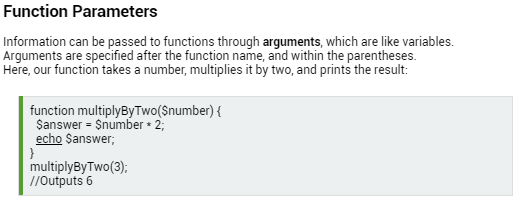 Function Parameters
Information can be passed to functions through arguments, which are like variables.
Arguments are specified after the function name, and within the parentheses.
Here, our function takes a number, multiplies it by two, and prints the result:
function multiplyByTwo($number) {
  $answer = $number * 2;
  echo $answer;
}
multiplyByTwo(3);
//Outputs 6